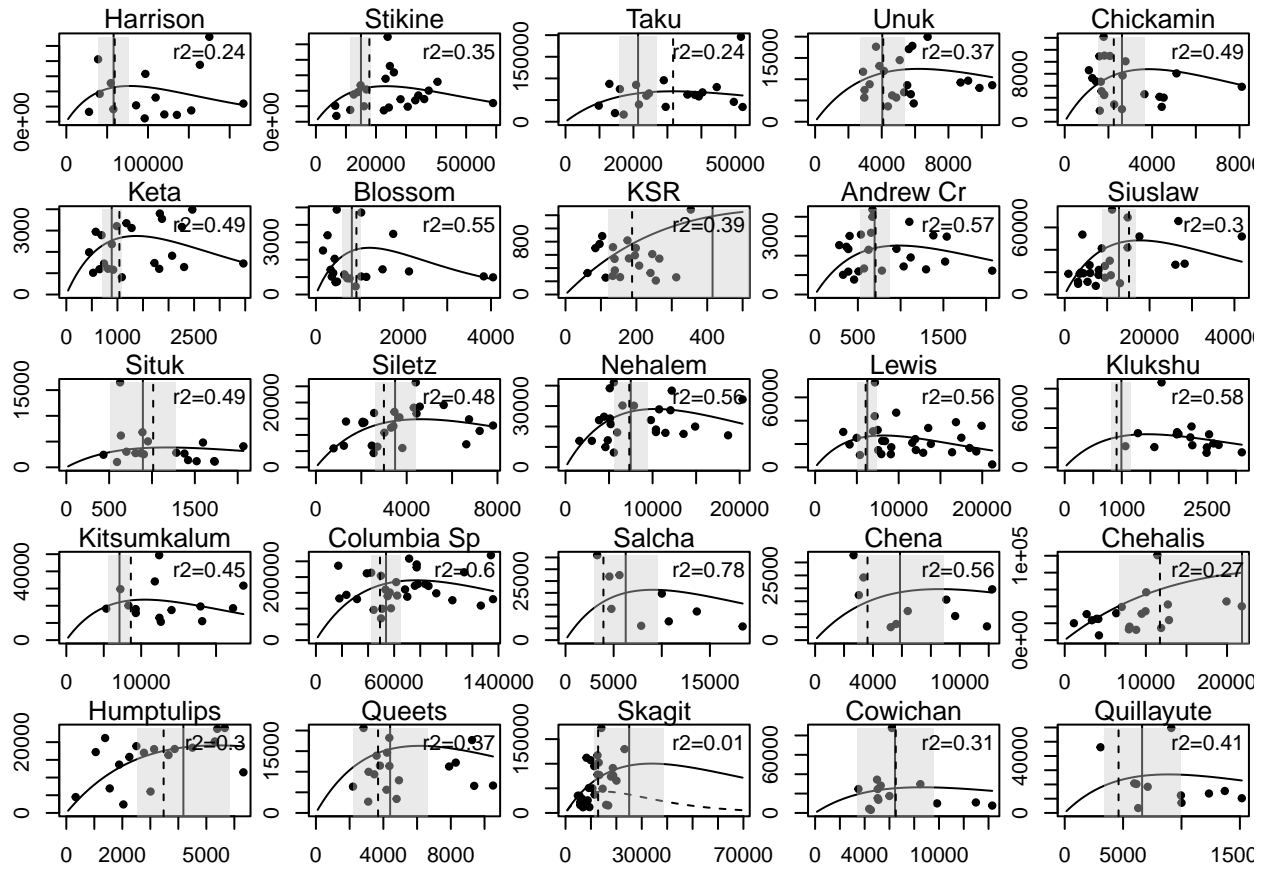 Harrison Stikine Taku Unuk Chickamin
r2=0.24 r2=0.35 r2=0.24 r2=0.37 r2=0.49
0e+00 0e+00 0 150000 0 15000 0 8000
0 100000 0 20000 50000 0 20000 50000 0 4000 8000 0 4000 8000
Keta Blossom KSR Andrew Cr Siuslaw
r2=0.49 r2=0.55 r2=0.39 r2=0.57 r2=0.3
0 3000 0 3000 0 800 0 3000 0 60000
0 1000 2500 0 2000 4000 0 200 400 500 1500 0 20000 40000
Situk Siletz Nehalem Lewis Klukshu
r2=0.49 r2=0.48 r2=0.56 r2=0.56 r2=0.58
0 15000 0 20000 0 30000 0 60000 0 6000
0 500 1500 0 4000 8000 0 10000 20000 0 10000 20000 0 1000 2500
Kitsumkalum Columbia Sp Salcha Chena Chehalis
r2=0.45 r2=0.6 r2=0.78 r2=0.56 r2=0.27
0 40000 0 200000 0 25000 0 25000 0e+00 1e+05
0 10000 0 60000 140000 0 5000 15000 0 4000 10000 0 10000 20000
Humptulips Queets Skagit Cowichan Quillayute
r2=0.3 r2=0.37 r2=0.01 r2=0.31 r2=0.41
0 20000 0 15000 0 150000 0 60000 0 40000
0 2000 5000 0 4000 8000 0 30000 70000 0 4000 10000 0 5000 1500